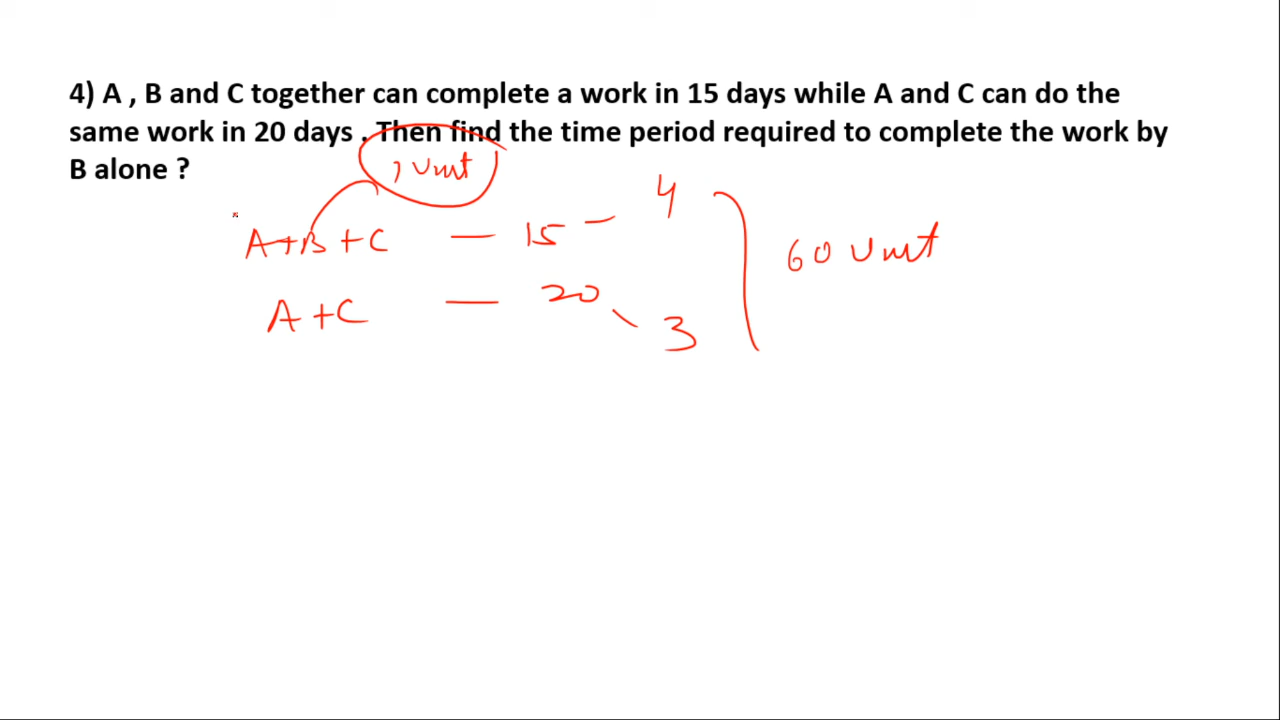 4) A , B and C together can complete a work in 15 days while A and C can do the
same work in 20 days . Then find the time period required to complete the work by
B alone ?
1 Unit
A+B+C — 15 – 4
60 Unit
A+C — 20 \ 3